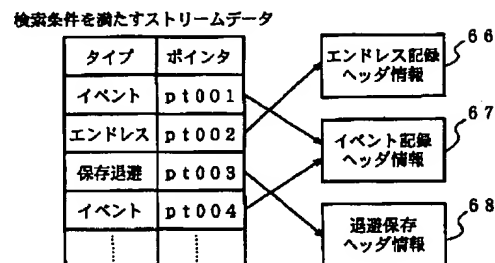 検索条件を満たすストリームデータ
タイプ ポインタ
イベント pt001
エンドレス pt002
保存退避 pt003
イベント pt004
エンドレス記録
ヘッダ情報
66
イベント記録
ヘッダ情報
67
退避保存
ヘッダ情報
68